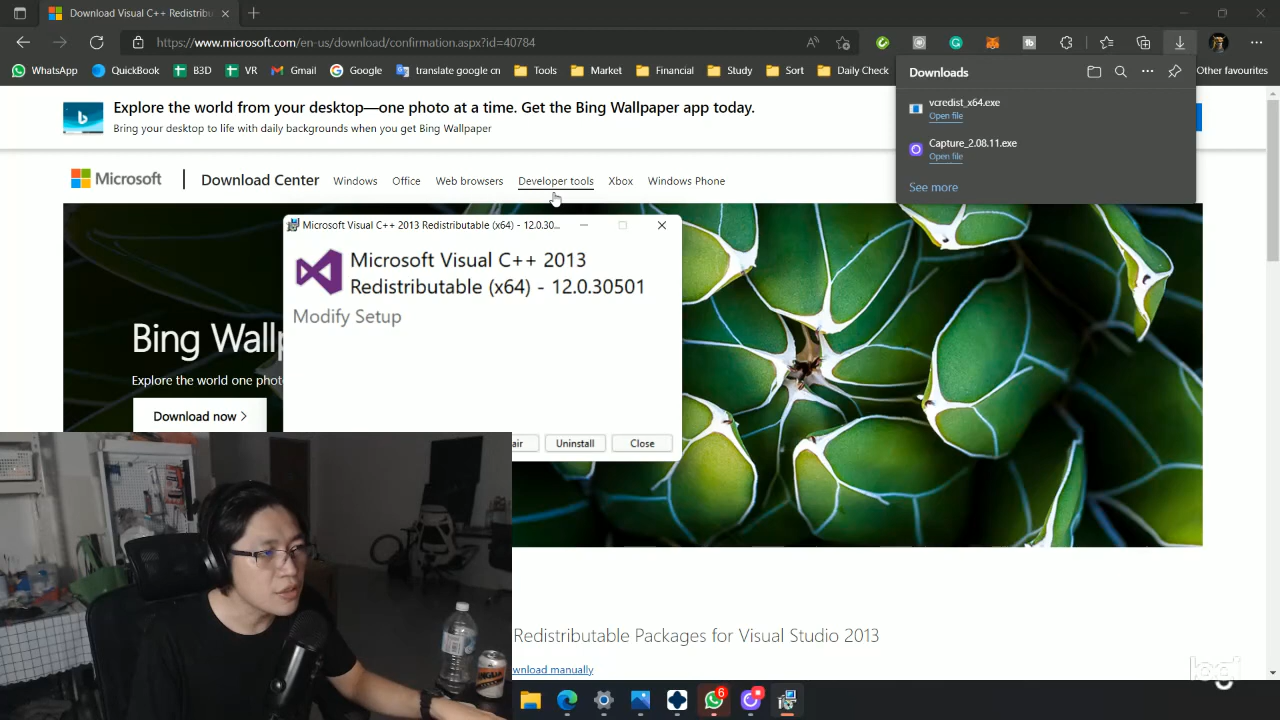 Download Visual C++ Redistribu
https://www.microsoft.com/en-us/download/confirmation.aspx?id=40784
WhatsApp
QuickBook
B3D
VR
Gmail
Google
translate google cn
Tools
Market
Financial
Study
Sort
Daily Check
Other favourites
Downloads
vcredist_x64.exe
Open file
Capture_2.08.11.exe
Open file
See more
Explore the world from your desktop—one photo at a time. Get the Bing Wallpaper app today.
Bring your desktop to life with daily backgrounds when you get Bing Wallpaper
Microsoft
Download Center
Windows
Office
Web browsers
Developer tools
Xbox
Windows Phone
Microsoft Visual C++ 2013 Redistributable (x64) - 12.0.30...
Microsoft Visual C++ 2013
Redistributable (x64) - 12.0.30501
Modify Setup
air
Uninstall
Close
Bing Wallp
Explore the world one phot
Download now
Redistributable Packages for Visual Studio 2013
wnload manually
6
logi